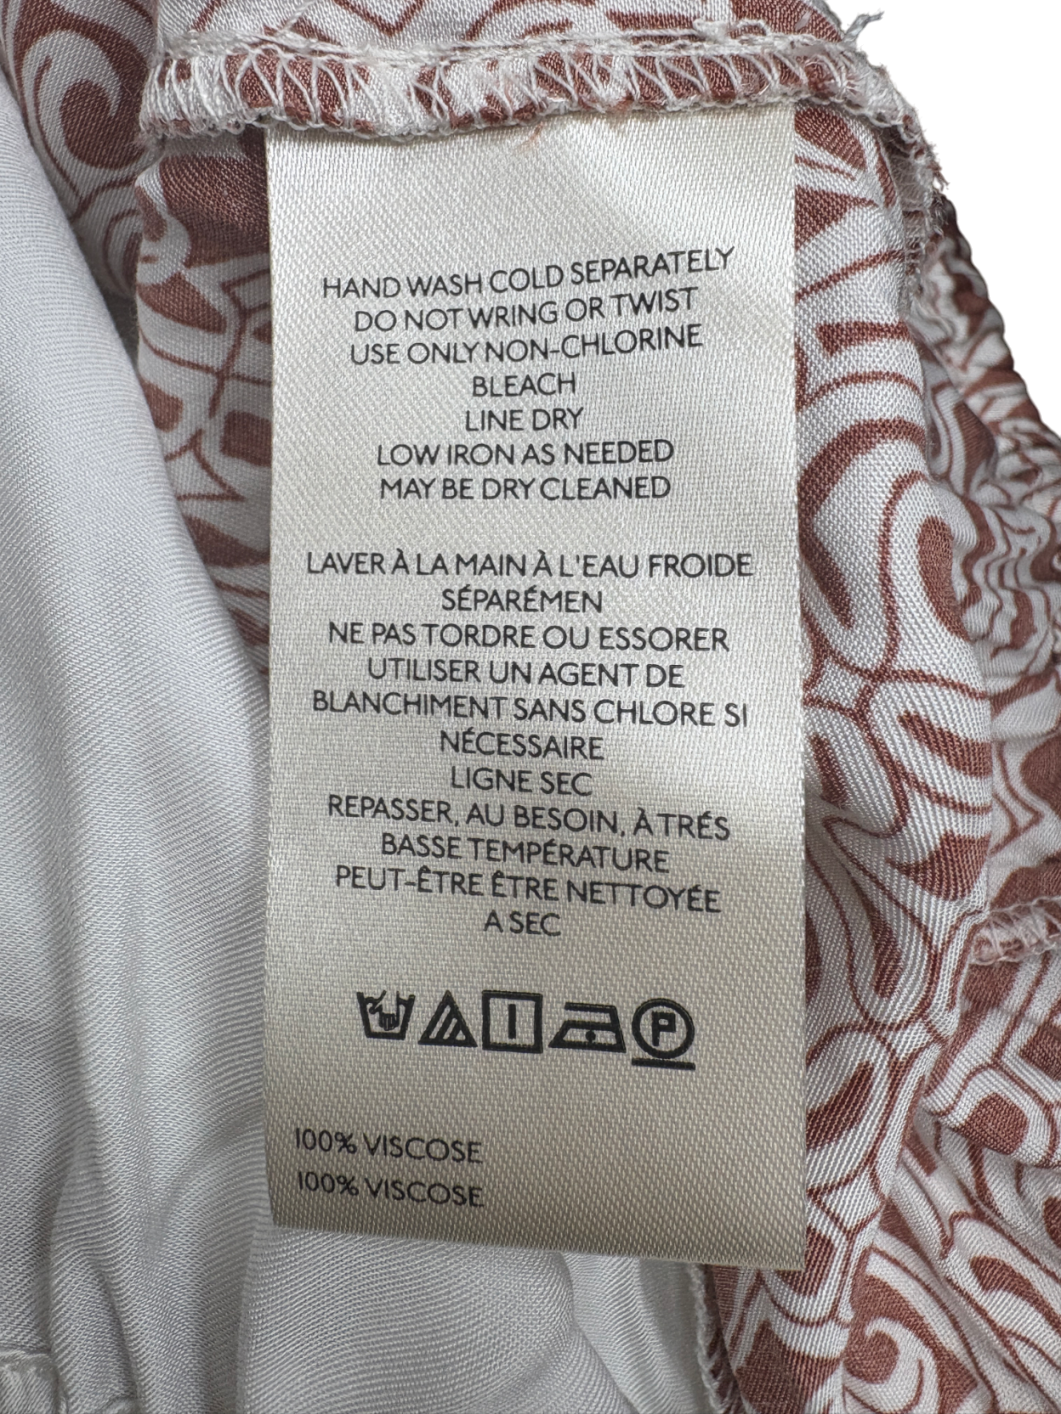 HAND WASH COLD SEPARATELY
DO NOT WRING OR TWIST
USE ONLY NON-CHLORINE
BLEACH
LINE DRY
LOW IRON AS NEEDED
MAY BE DRY CLEANED
LAVER À LA MAIN À L'EAU FROIDE
SÉPARÉMEN
NE PAS TORDRE OU ESSORER
UTILISER UN AGENT DE
BLANCHIMENT SANS CHLORE SI
NÉCESSAIRE
LIGNE SEC
REPASSER, AU BESOIN, À TRÉS
BASSE TEMPÉRATURE
PEUT-ÊTRE ÊTRE NETTOYÉE
A SEC
P
100% VISCOSE
100% VISCOSE